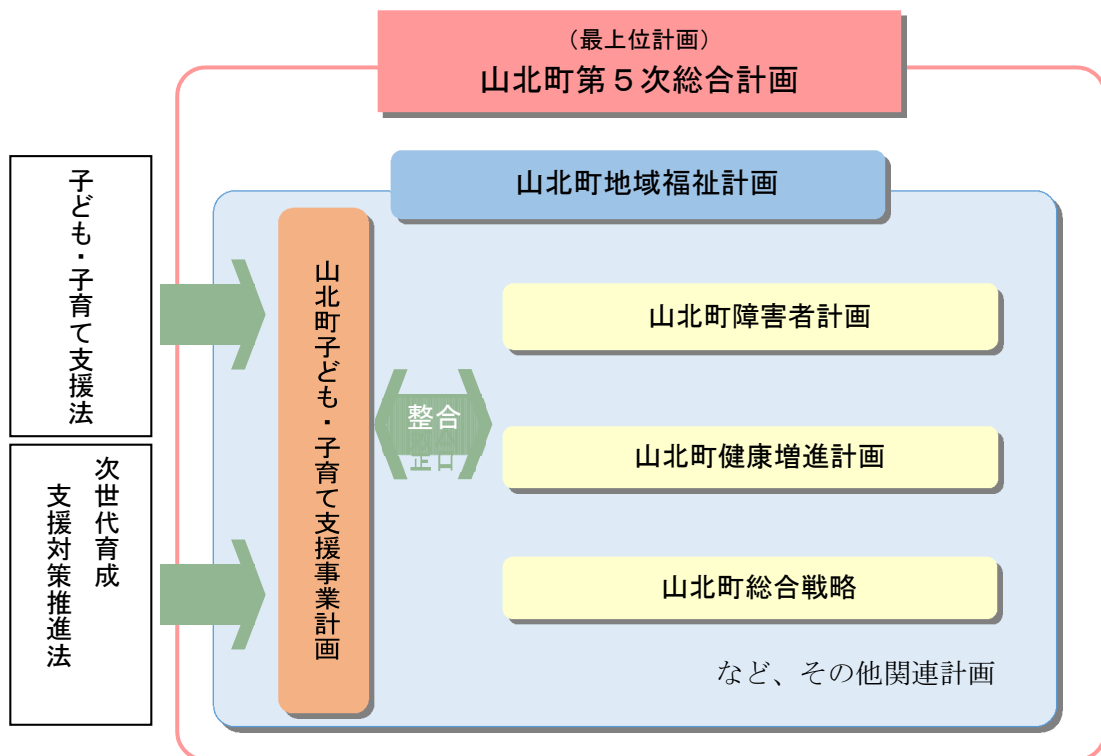 （最上位計画）
山北町第５次総合計画
山北町地域福祉計画
子ども・子育て支援法
次世代育成
支援対策推進法
山北町子ども・子育て支援事業計画
整合
山北町障害者計画
山北町健康増進計画
山北町総合戦略
など、その他関連計画